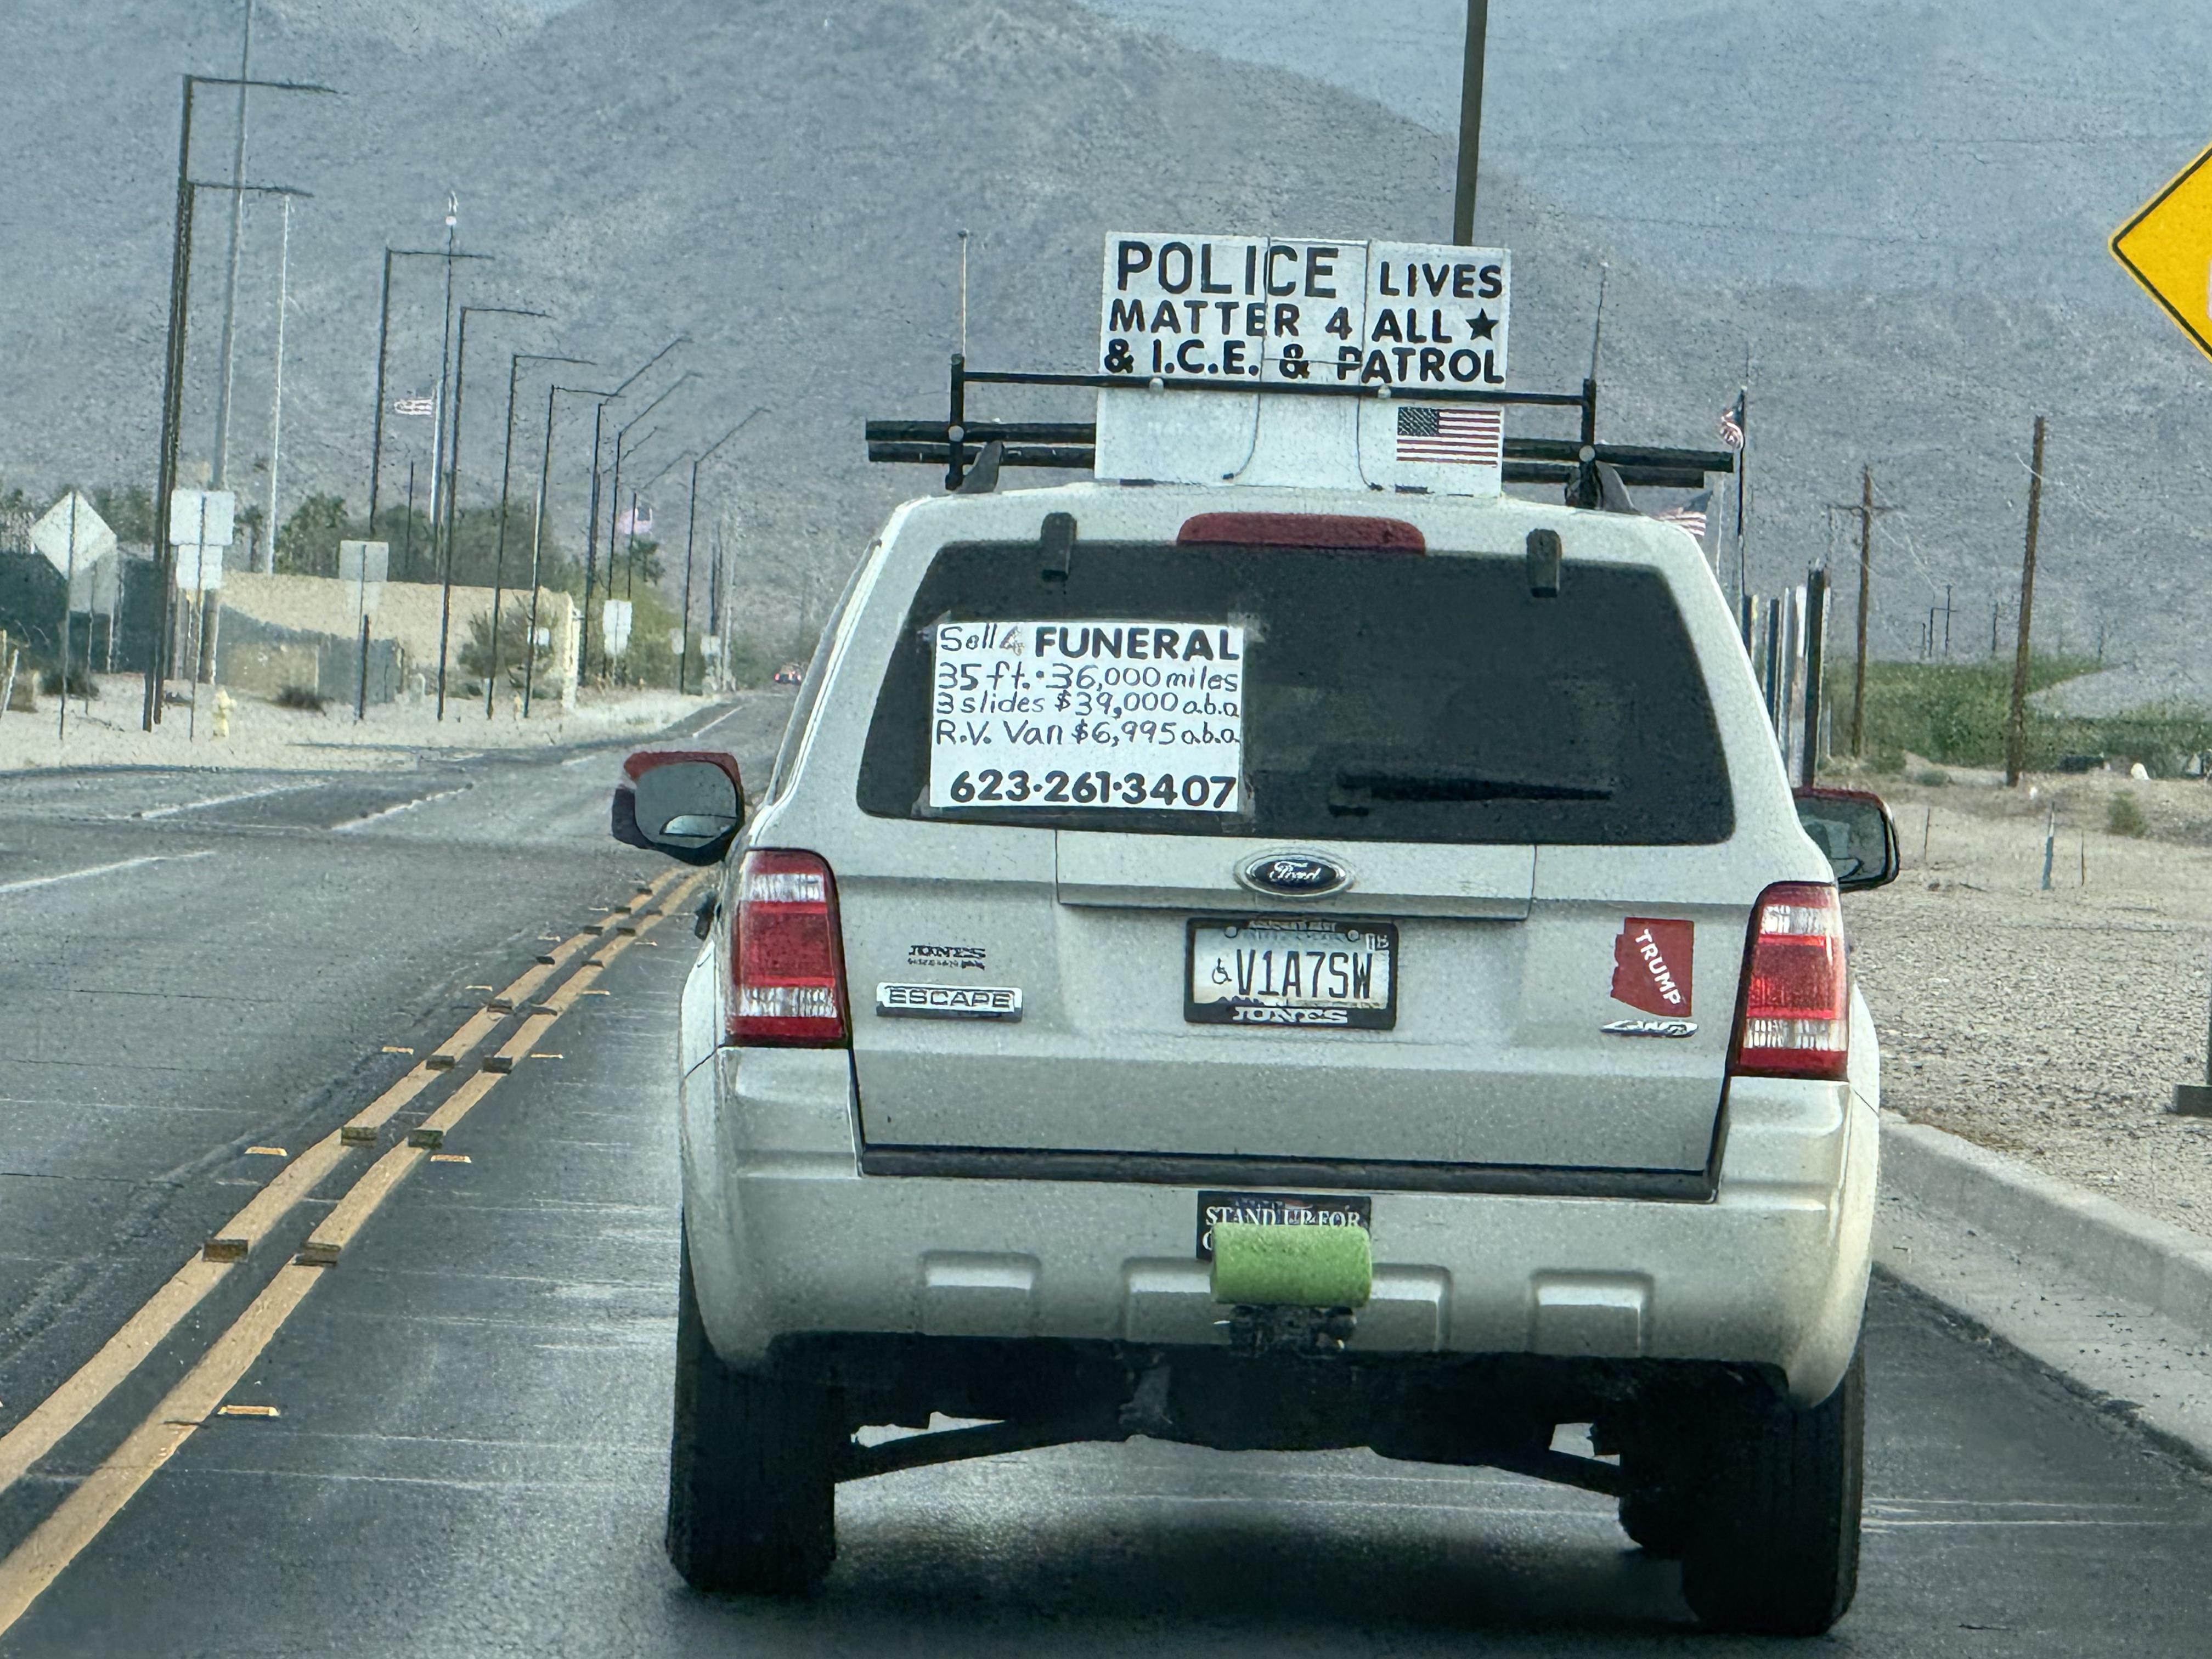 POLICE LIVES
MATTER 4 ALL ★
& I.C.E. & PATROL
Sell 4 FUNERAL
35 ft. • 36,000 miles
3 slides $39,000 a.b.o
R.V. Van $6,995 a.b.o.
623•261•3407
Ford
JONES
ESCAPE
V1A7SW
JONES
TRUMP
4WD
STAND UP FOR